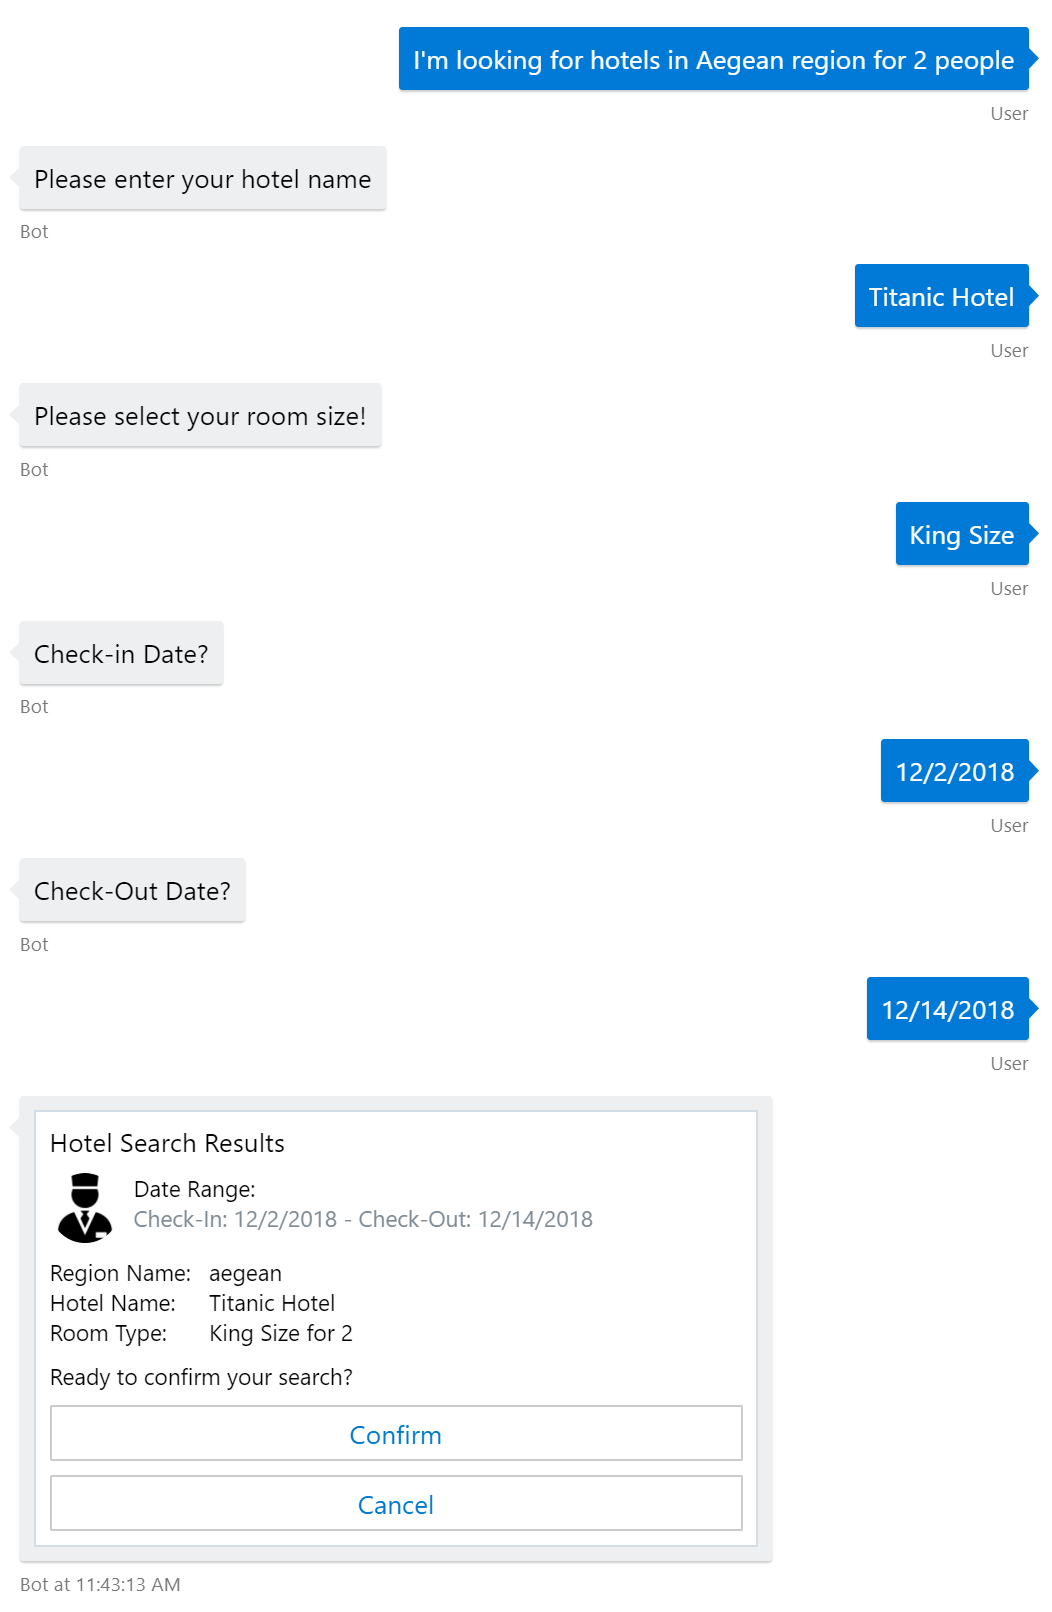 I'm looking for hotels in Aegean region for 2 people
User
Please enter your hotel name
Bot
Titanic Hotel
User
Please select your room size!
Bot
King Size
User
Check-in Date?
Bot
12/2/2018
User
Check-Out Date?
Bot
12/14/2018
User
Hotel Search Results
Date Range:
Check-In: 12/2/2018 - Check-Out: 12/14/2018
Region Name: aegean
Hotel Name: Titanic Hotel
Room Type: King Size for 2
Ready to confirm your search?
Confirm
Cancel
Bot at 11:43:13 AM